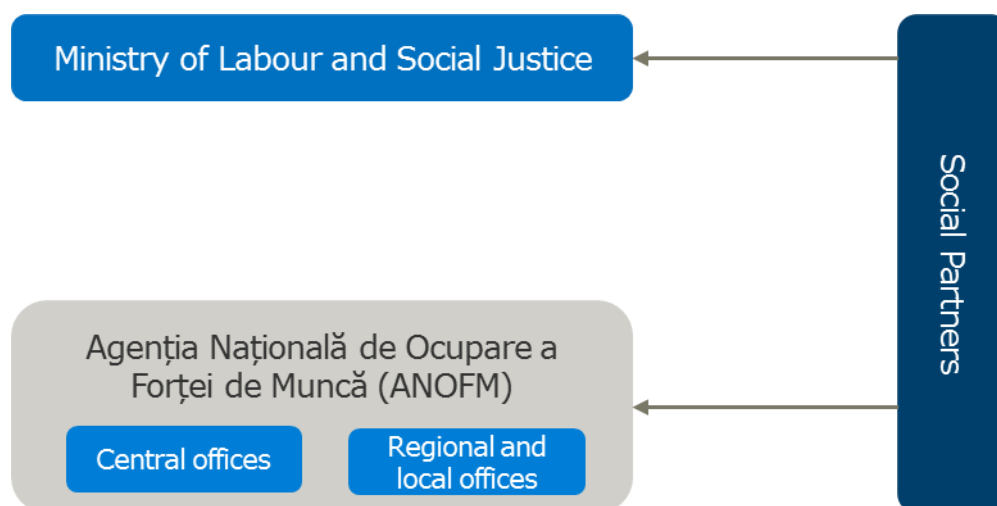 Ministry of Labour and Social Justice
Social Partners
Agenția Națională de Ocupare a
Forței de Muncă (ANOFM)
Central offices
Regional and
local offices